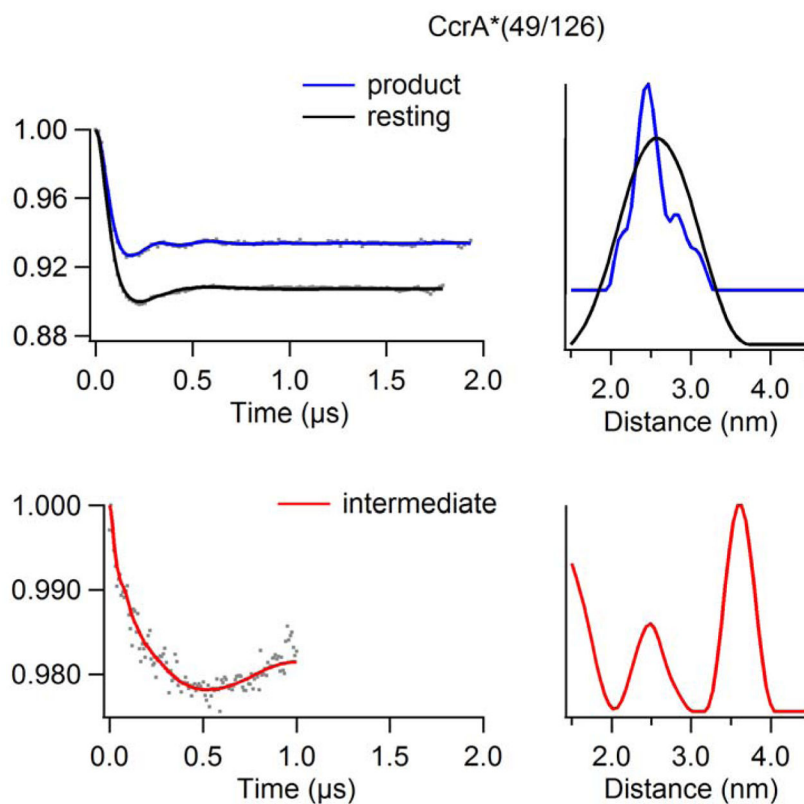 CcrA*(49/126)
product
resting
1.00
0.96
0.92
0.88
0.0 0.5 1.0 1.5 2.0
Time (µs)
2.0 3.0 4.0
Distance (nm)
intermediate
1.000
0.990
0.980
0.0 0.5 1.0 2.0
Time (µs)
2.0 3.0 4.0
Distance (nm)